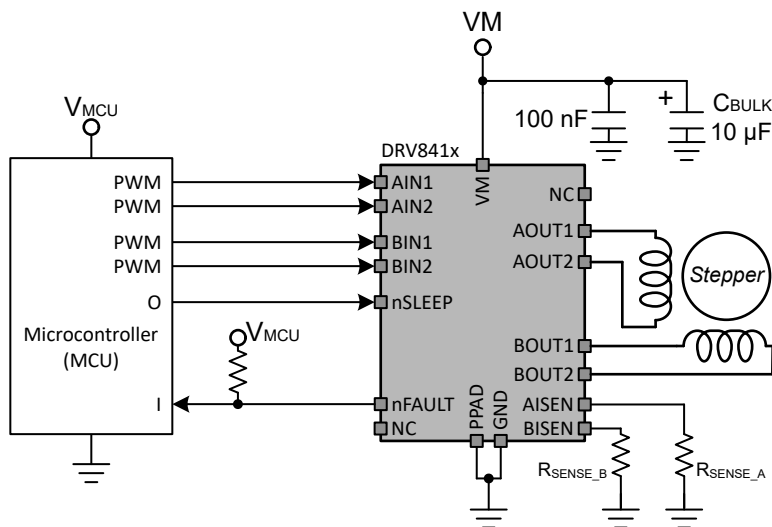 VM
VMCU
100 nF
+
CBULK
10 µF
DRV841x
PWM
PWM
PWM
PWM
O
Microcontroller
(MCU)
I
VMCU
AIN1
AIN2
BIN1
BIN2
nSLEEP
nFAULT
NC
VM
NC
AOUT1
AOUT2
BOUT1
BOUT2
AISEN
BISEN
PPAD
GND
Stepper
RSENSE_B
RSENSE_A